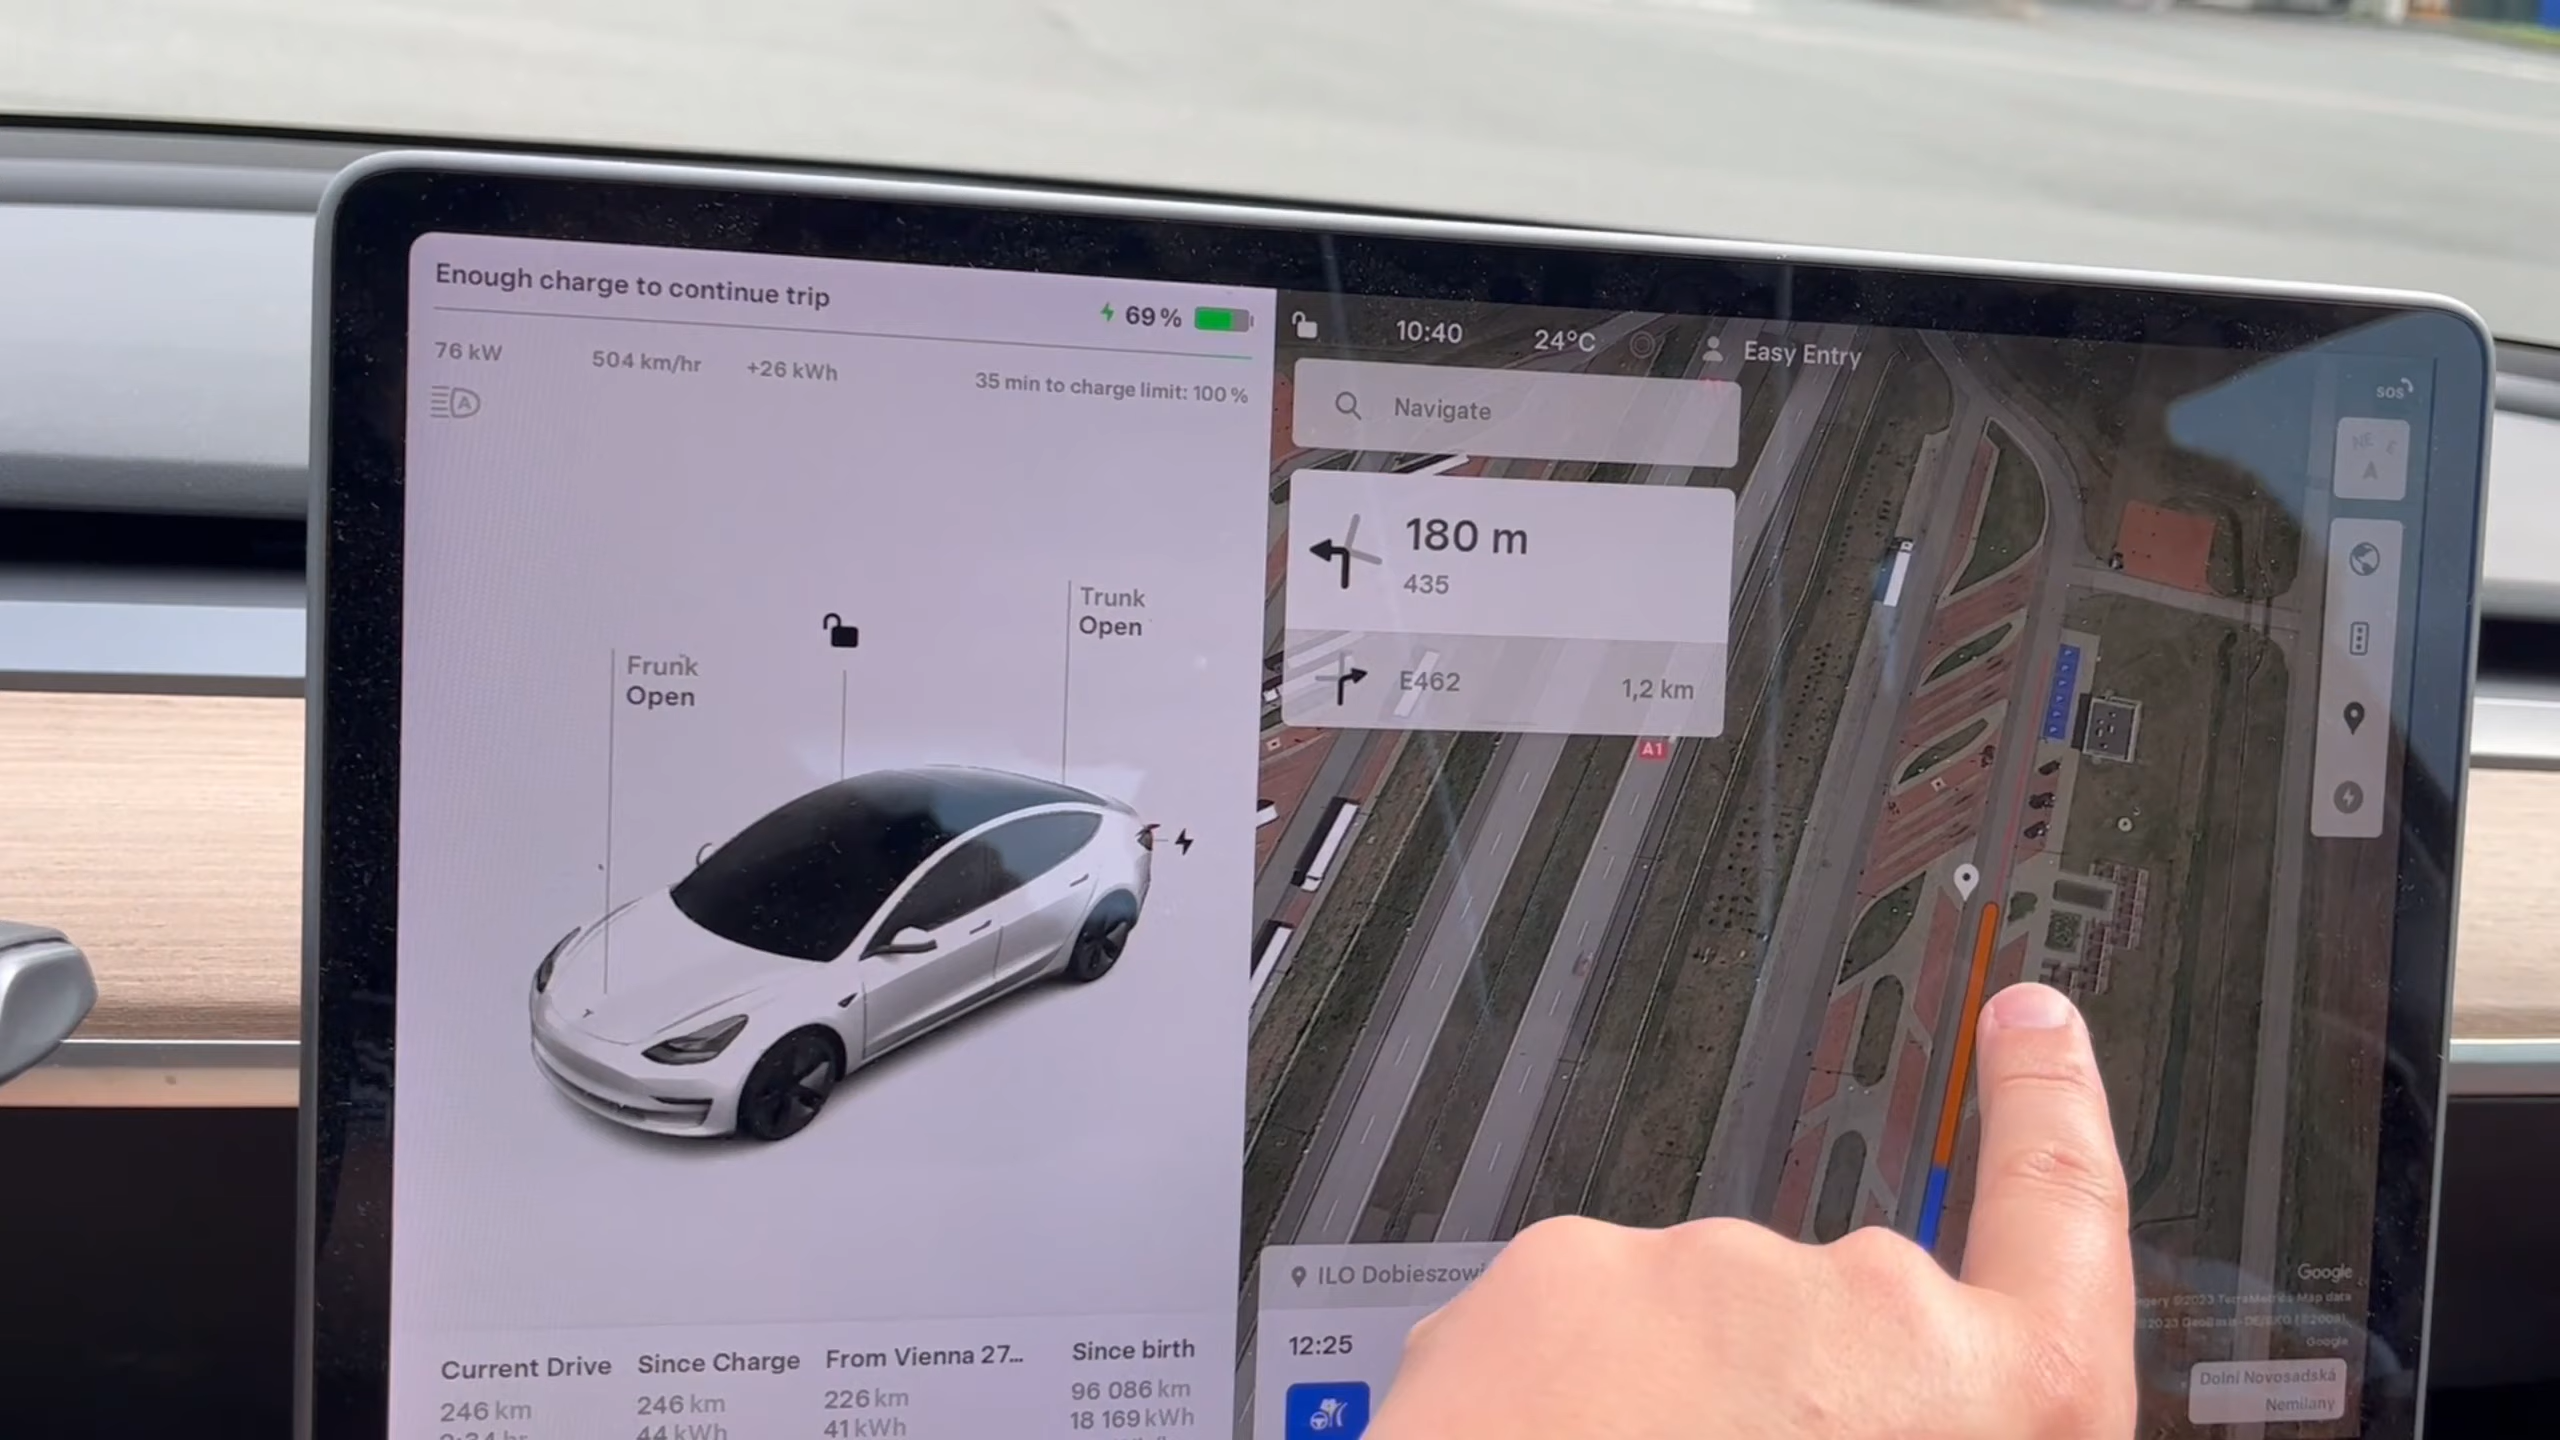 Enough charge to continue trip
69%
76 kW
504 km/hr
+26 kWh
35 min to charge limit: 100 %
Frunk
Open
Trunk
Open
Current Drive
246 km
Since Charge
246 km
44 kWh
From Vienna 27...
226 km
41 kWh
Since birth
96 086 km
18 169 kWh
10:40
24°C
Easy Entry
SOS
Navigate
NE
E
A
180 m
435
E462
1,2 km
A1
ILO
12:25
Google
Google
Dolní Novosadská
Nemilany